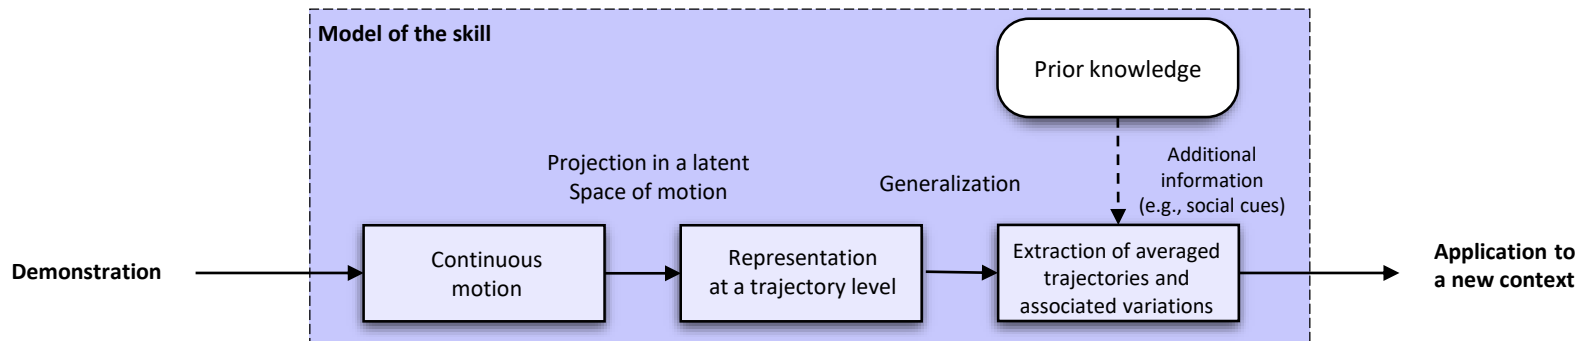 Model of the skill
Prior knowledge
Projection in a latent
Space of motion
Generalization
Additional
information
(e.g., social cues)
Demonstration
Continuous
motion
Representation
at a trajectory level
Extraction of averaged
trajectories and
associated variations
Application to
a new context